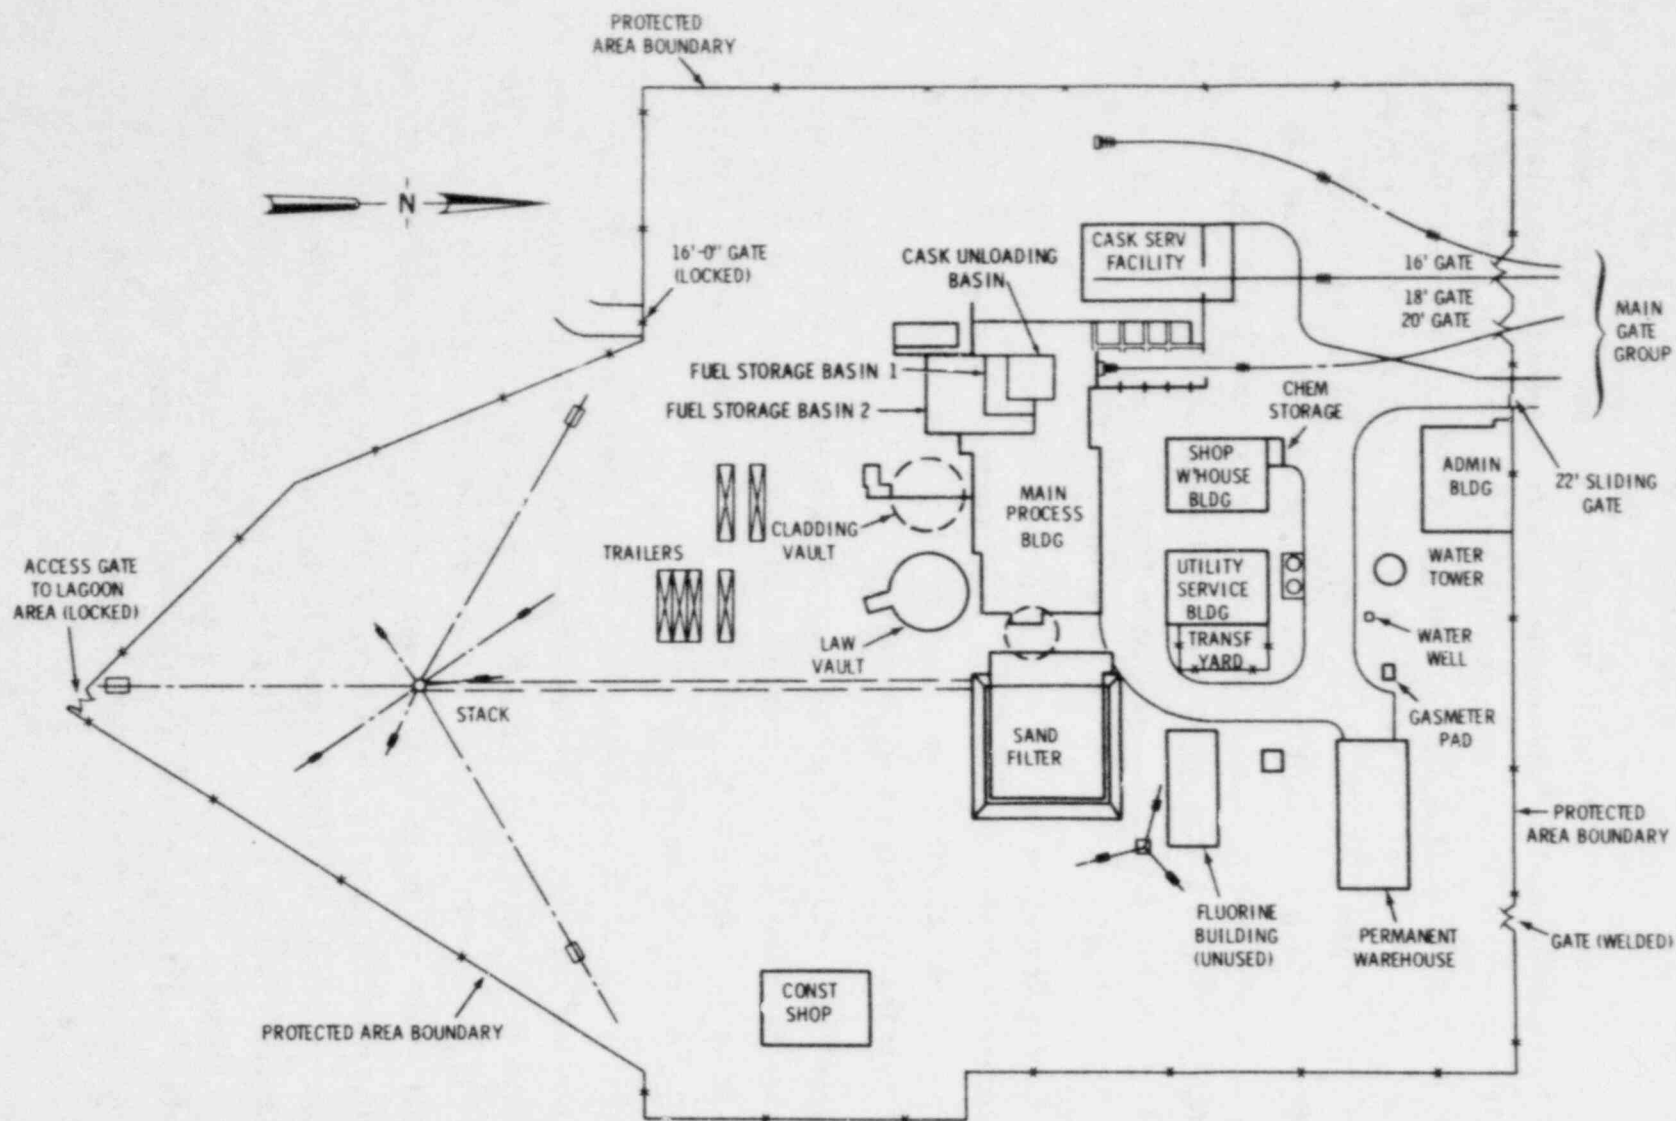 PROTECTED
AREA BOUNDARY
N
16'-0" GATE
(LOCKED)
CASK UNLOADING
BASIN
CASK SERV
FACILITY
16' GATE
18' GATE
20' GATE
MAIN
GATE
GROUP
FUEL STORAGE BASIN 1
FUEL STORAGE BASIN 2
CHEM
STORAGE
SHOP
W'HOUSE
BLDG
ADMIN
BLDG
22' SLIDING
GATE
MAIN
PROCESS
BLDG
CLADDING
VAULT
TRAILERS
ACCESS GATE
TO LAGOON
AREA (LOCKED)
UTILITY
SERVICE
BLDG
TRANSF
YARD
WATER
TOWER
WATER
WELL
LAW
VAULT
STACK
GASMETER
PAD
SAND
FILTER
PROTECTED
AREA BOUNDARY
FLUORINE
BUILDING
(UNUSED)
PERMANENT
WAREHOUSE
GATE (WELDED)
CONST
SHOP
PROTECTED AREA BOUNDARY